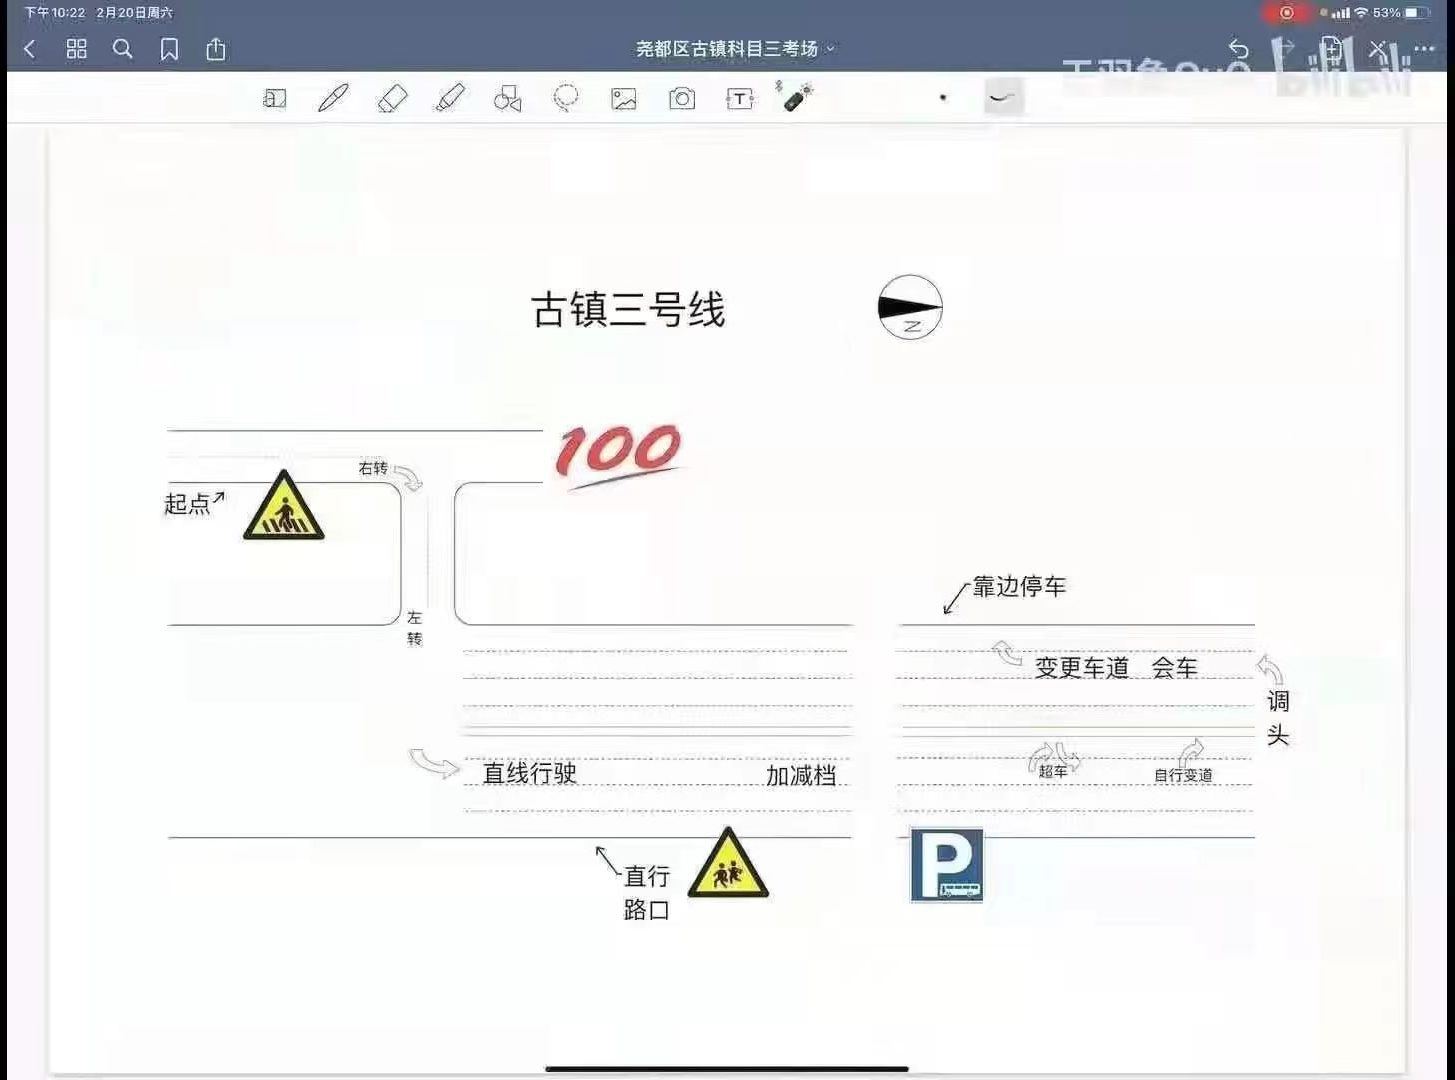 下午10:22 2月20日周六
53%
尧都区古镇科目三考场
bilibili
T
古镇三号线
N
100
右转
起点
左转
靠边停车
变更车道 会车
调头
直线行驶
加减档
超车
自行变道
直行路口
P